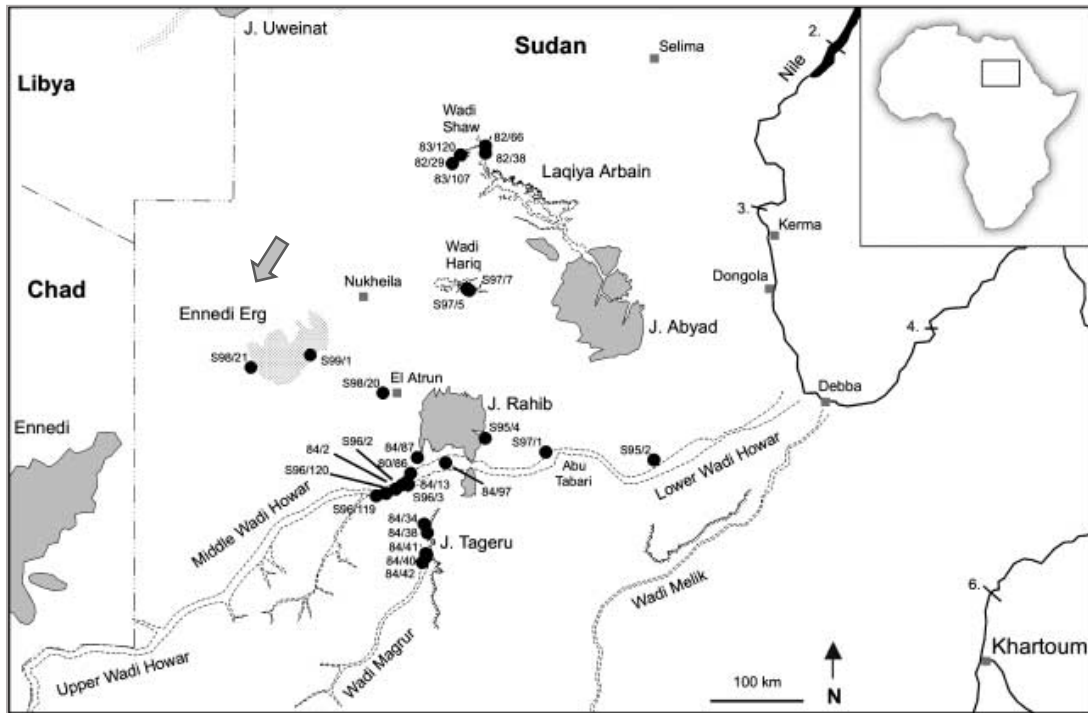 J. Uweinat
Sudan
Selima
2.
Nile
Libya
Wadi
Shaw
82/66
83/120
82/29
82/38
83/107
Laqiya Arbain
3.
Kerma
Wadi
Hariq
S97/7
S97/5
Dongola
Chad
Nukheila
Ennedi Erg
J. Abyad
4.
S98/21
S99/1
S98/20
El Atrun
Debba
J. Rahib
Ennedi
S95/4
S96/2
84/2
84/87
S97/1
S95/2
80/86
S96/120
Abu
Tabari
84/13
84/97
S96/3
S96/119
Lower Wadi Howar
Middle Wadi Howar
84/34
84/38
84/41
J. Tageru
84/40
84/42
Wadi Melik
6.
Upper Wadi Howar
Wadi Magrur
Khartoum
100 km
N